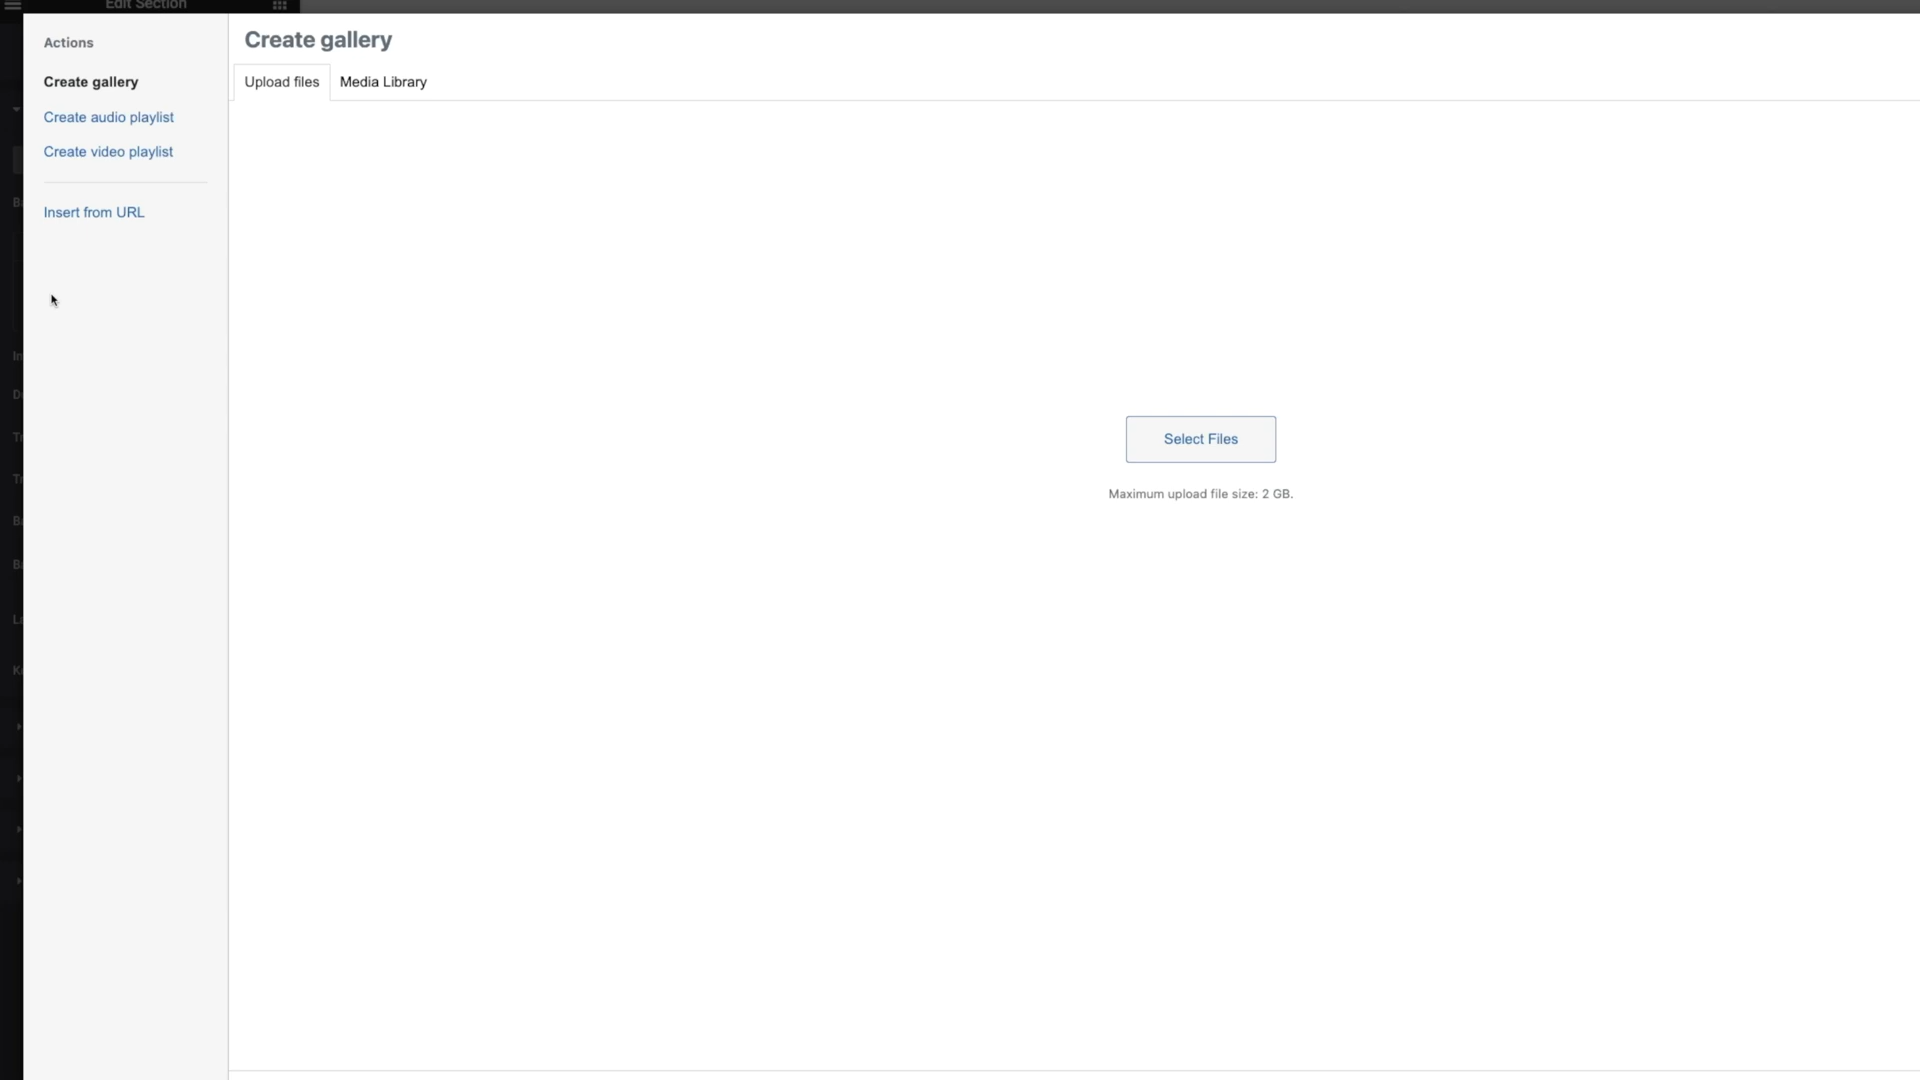 Edit Section
Actions
Create gallery
Create audio playlist
Create video playlist
Insert from URL
Create gallery
Upload files
Media Library
Select Files
Maximum upload file size: 2 GB.